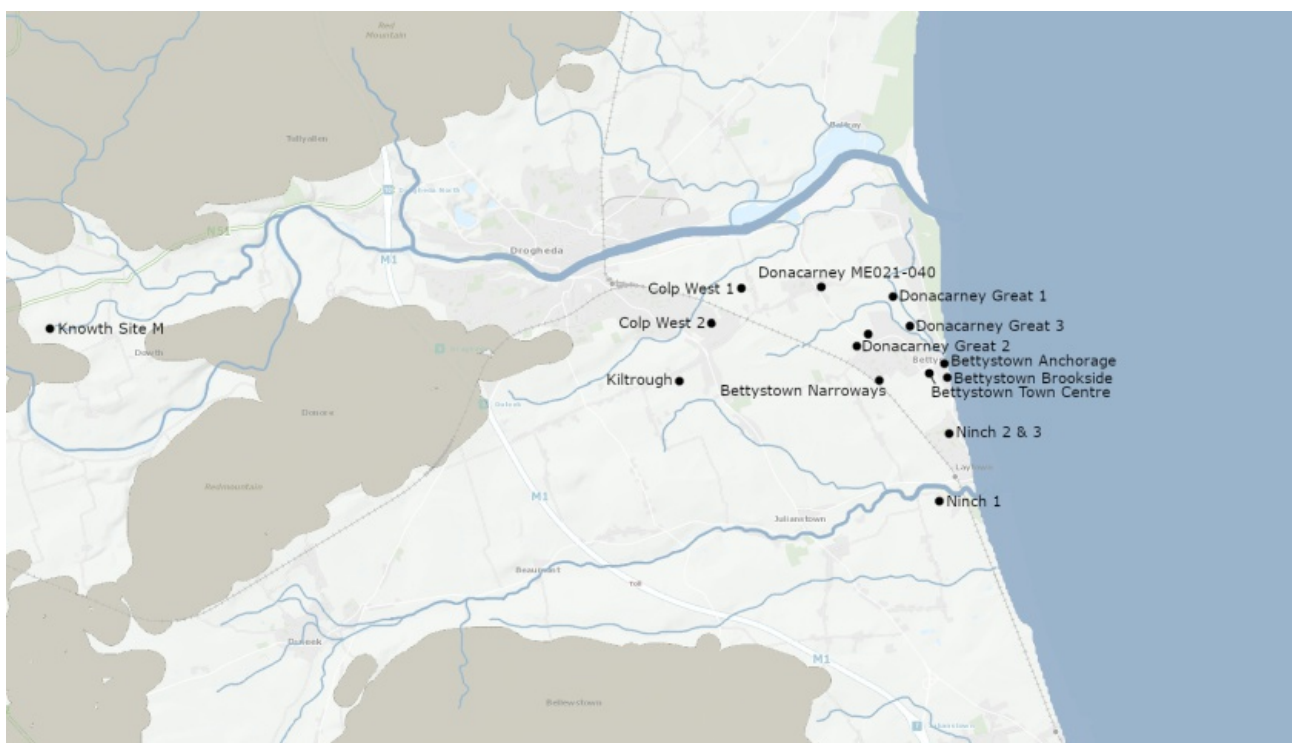 Red
Mountain
Tullyallen
Baltray
N51
M1
Drogheda
Donacarney ME021-040
Colp West 1
Donacarney Great 1
Colp West 2
Donacarney Great 3
Knowth Site M
Donacarney Great 2
Dowth
Betty
Bettystown Anchorage
Kiltrough
Bettystown Brookside
Bettystown Narroways
Bettystown Town Centre
Donore
Ninch 2 & 3
Laytown
Redmountain
M1
Ninch 1
Julianstown
Beaumont
Toll
Duleek
M1
Bellewstown